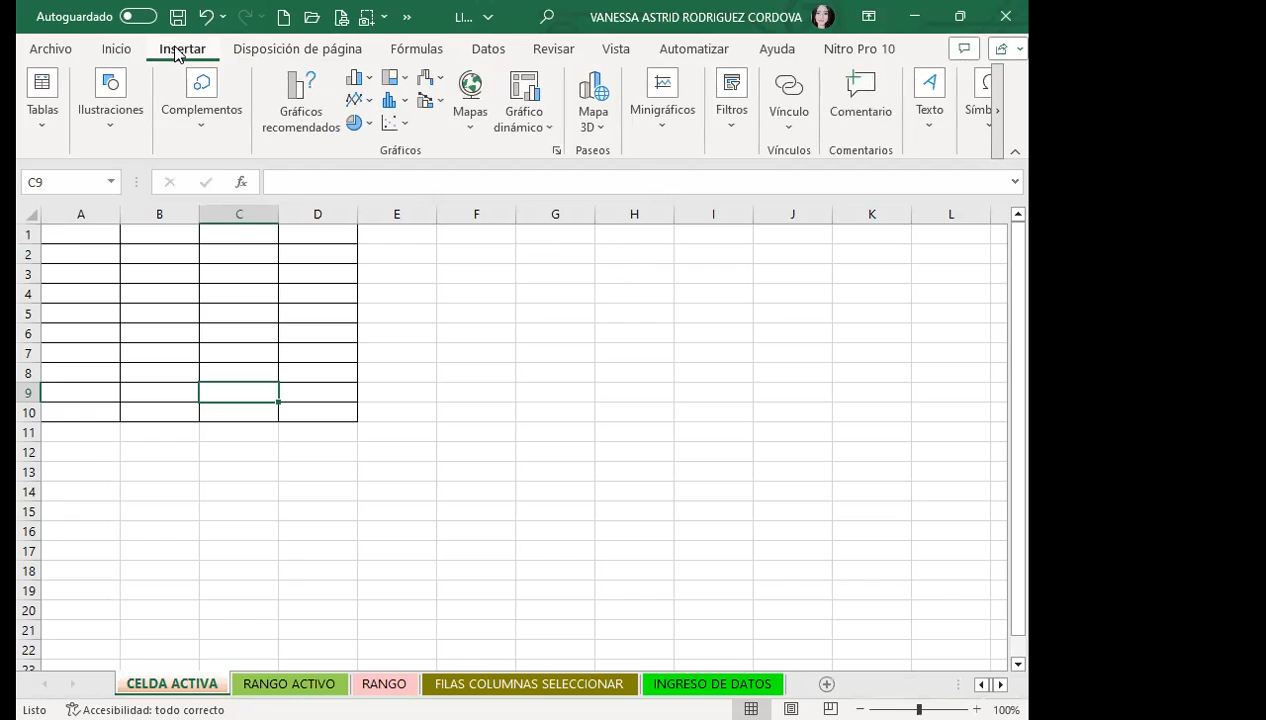 Autoguardado LI... VANESSA ASTRID RODRIGUEZ CORDOVA
Archivo Inicio Insertar Disposición de página Fórmulas Datos Revisar Vista Automatizar Ayuda Nitro Pro 10
Tablas Ilustraciones Complementos Gráficos recomendados Mapas Gráfico dinámico Mapa 3D Minigráficos Filtros Vínculo Comentario Texto Símb
Gráficos Paseos Vínculos Comentarios
C9 fx
A B C D E F G H I J K L
1
2
3
4
5
6
7
8
9
10
11
12
13
14
15
16
17
18
19
20
21
22
23
CELDA ACTIVA RANGO ACTIVO RANGO FILAS COLUMNAS SELECCIONAR INGRESO DE DATOS
Listo Accesibilidad: todo correcto 100%